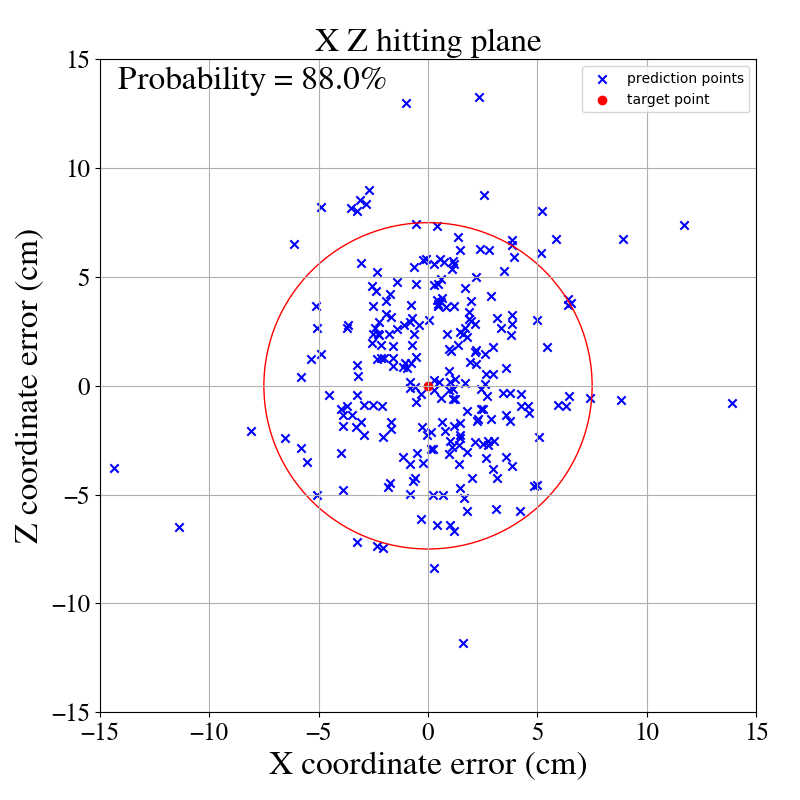 X Z hitting plane
Probability = 88.0%
prediction points
target point
Z coordinate error (cm)
15
10
5
0
−5
−10
−15
−15
−10
−5
0
5
10
15
X coordinate error (cm)